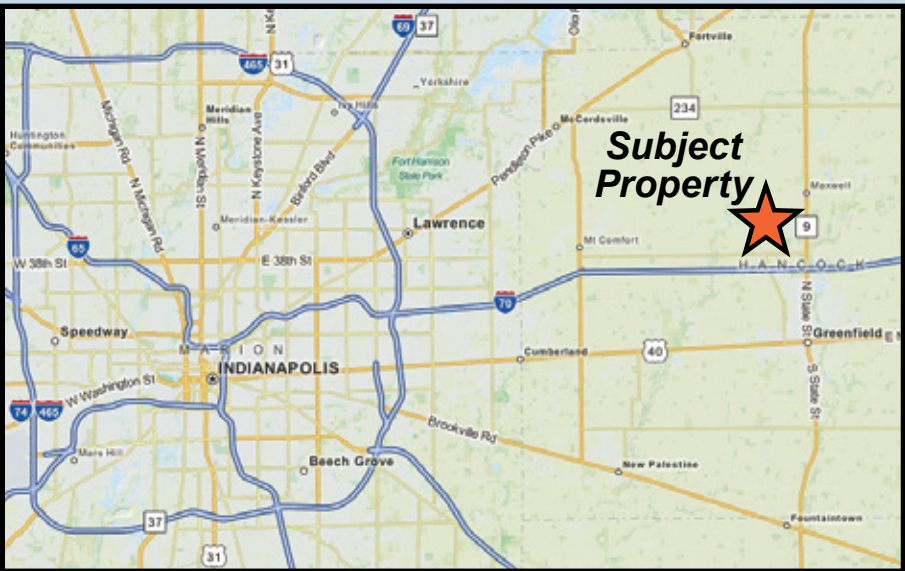 69
37
N K
Fortville
465
31
Yorkshire
Michigan Rd
Meridian
Hills
N Meridian St
N Keystone Ave
Ivy Hills
Binford Blvd
234
McCordsville
Pendleton Pike
Huntington
Communities
N Michigan Rd
Fort Harrison
State Park
Subject
Property
Maxwell
Meridian-Kessler
Lawrence
9
65
Mt Comfort
W 38th St
E 38th St
HANCOCK
70
N State St
Speedway
Greenfield
MARION
Cumberland
40
INDIANAPOLIS
W Washington St
S State St
74
465
Brookville Rd
Mars Hill
Beech Grove
New Palestine
37
Fountaintown
31